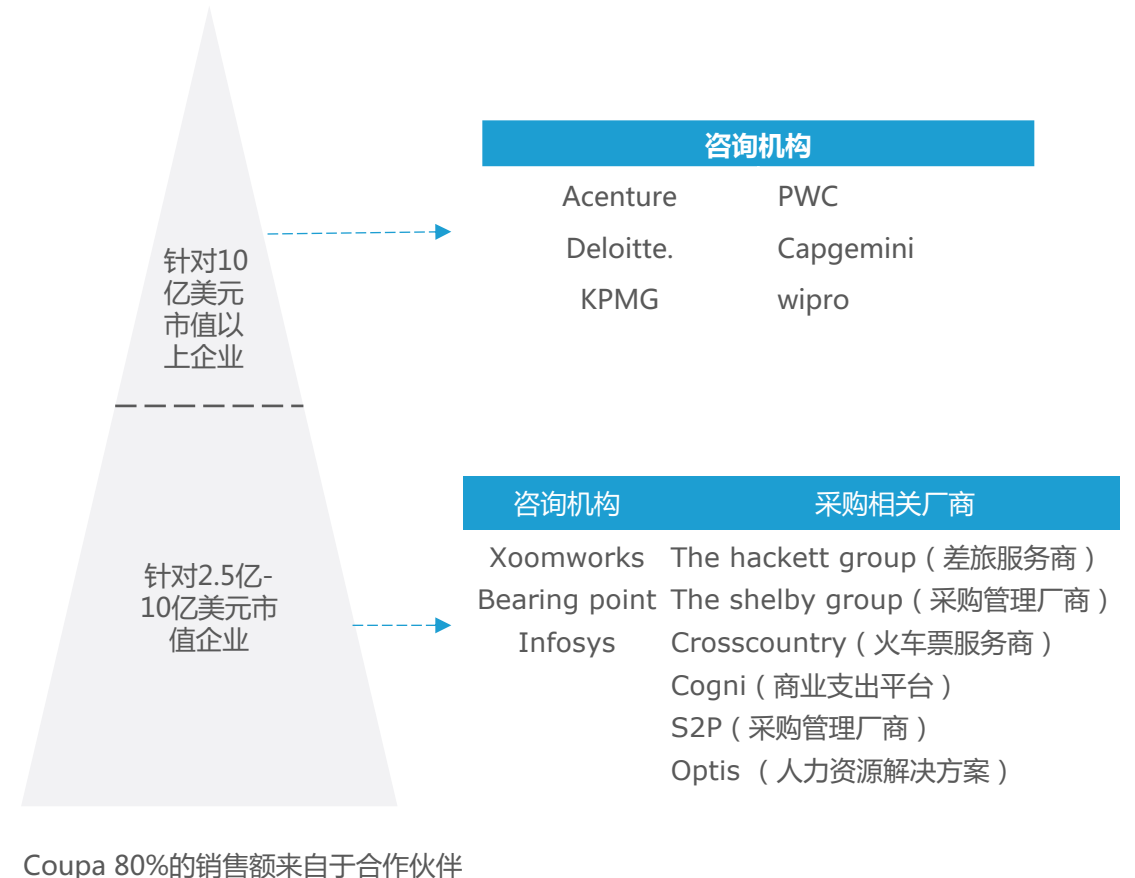 咨询机构
Acenture PWC
Deloitte. Capgemini
KPMG wipro
针对10
亿美元
市值以
上企业
咨询机构 采购相关厂商
Xoomworks The hackett group（差旅服务商）
Bearing point The shelby group（采购管理厂商）
Infosys Crosscountry（火车票服务商）
Cogni（商业支出平台）
S2P（采购管理厂商）
Optis （人力资源解决方案）
针对2.5亿-
10亿美元市
值企业
Coupa 80%的销售额来自于合作伙伴